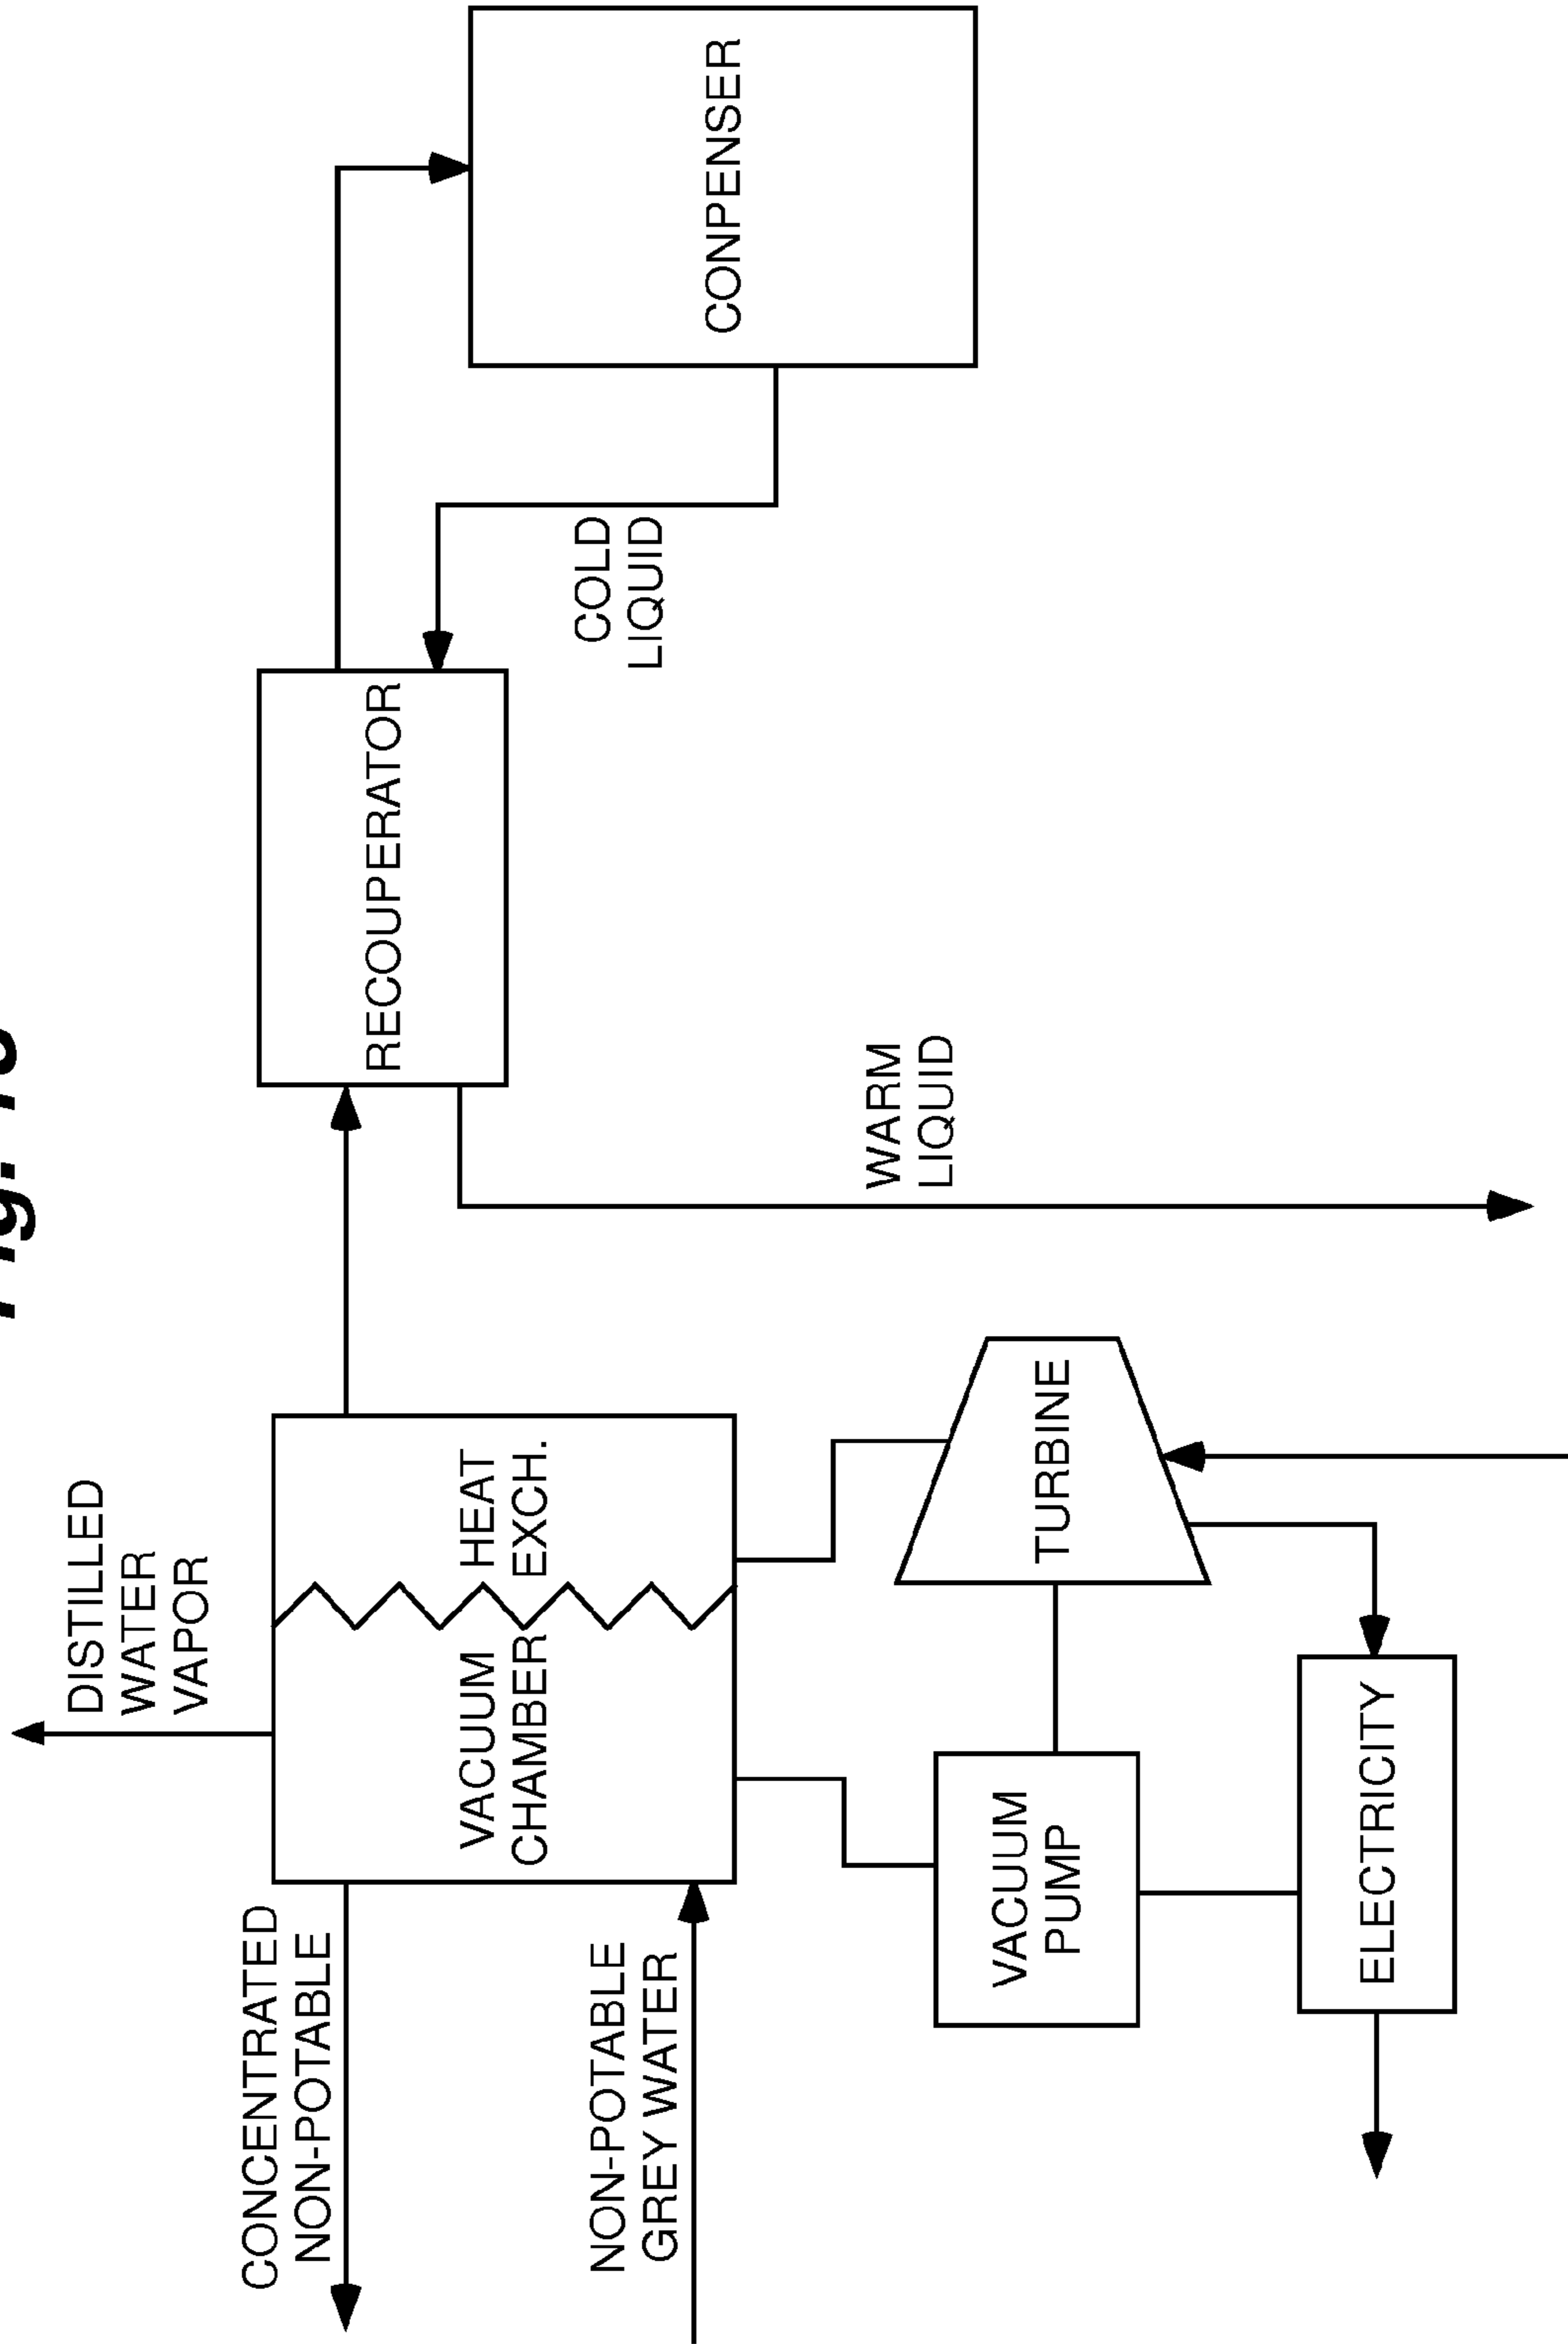 Fig.
DISTILLED
WATER
VAPOR
CONCENTRATED
NON-POTABLE
VACUUM
CHAMBER
HEAT
EXCH.
RECOUPERATOR
NON-POTABLE
GREY WATER
COLD
LIQUID
CONPENSER
WARM
LIQUID
VACUUM
PUMP
TURBINE
ELECTRICITY